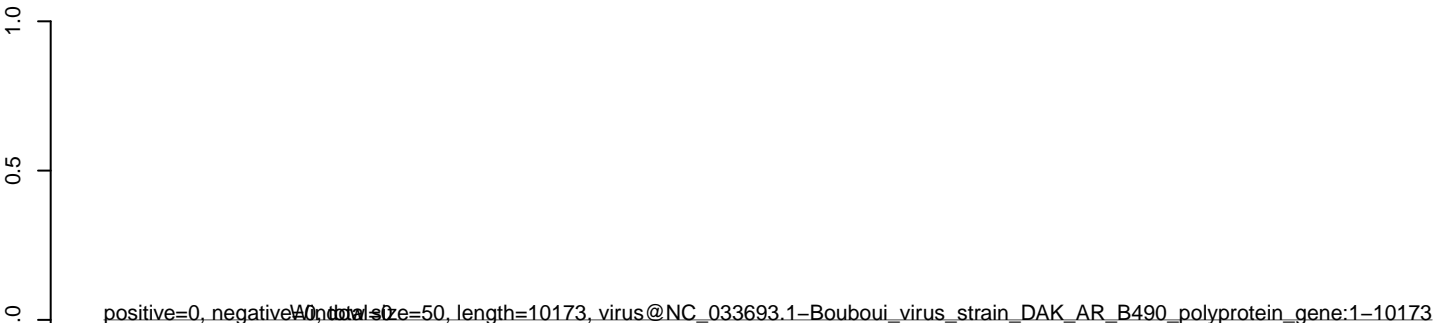 1.0
0.5
.0
positive=0, negative=0, total=0
Window size=50, length=10173, virus@NC_033693.1−Bouboui_virus_strain_DAK_AR_B490_polyprotein_gene:1−10173